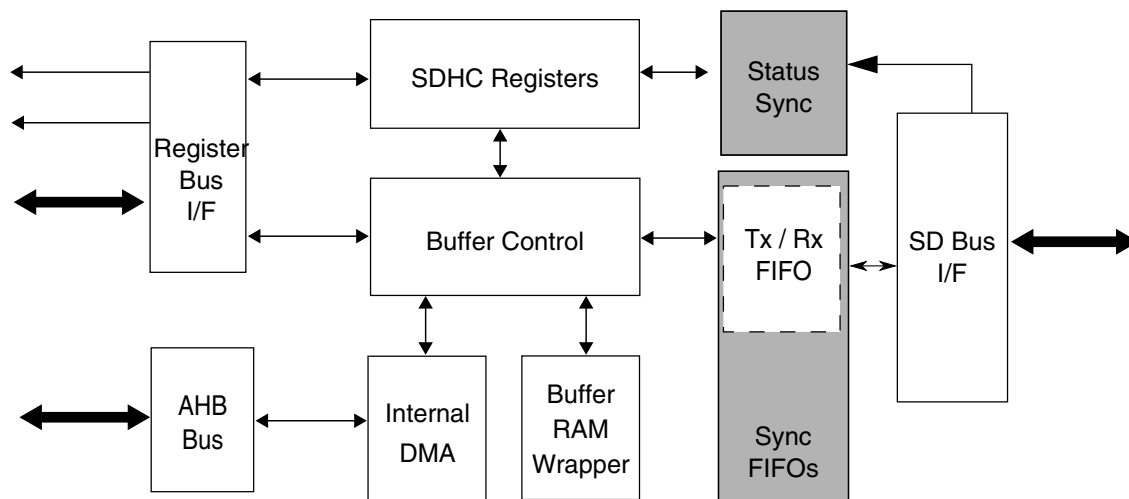 SDHC Registers
Status
Sync
Register
Bus
I/F
Buffer Control
Tx / Rx
FIFO
SD Bus
I/F
AHB
Bus
Internal
DMA
Buffer
RAM
Wrapper
Sync
FIFOs